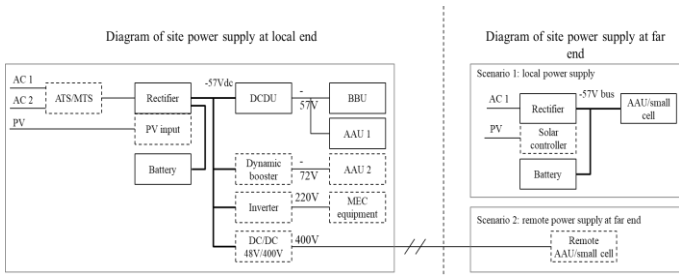 Diagram of site power supply at local end
Diagram of site power supply at far
end
AC 1
AC 2
PV
ATS/MTS
Rectifier
PV input
Battery
-57Vdc
DCDU
-
57V
BBU
AAU 1
Dynamic
booster
-
72V
AAU 2
Inverter
220V
MEC
equipment
DC/DC
48V/400V
400V
Scenario 1: local power supply
AC 1
PV
Rectifier
Solar
controller
Battery
-57V bus
AAU/small
cell
Scenario 2: remote power supply at far end
Remote
AAU/small cell